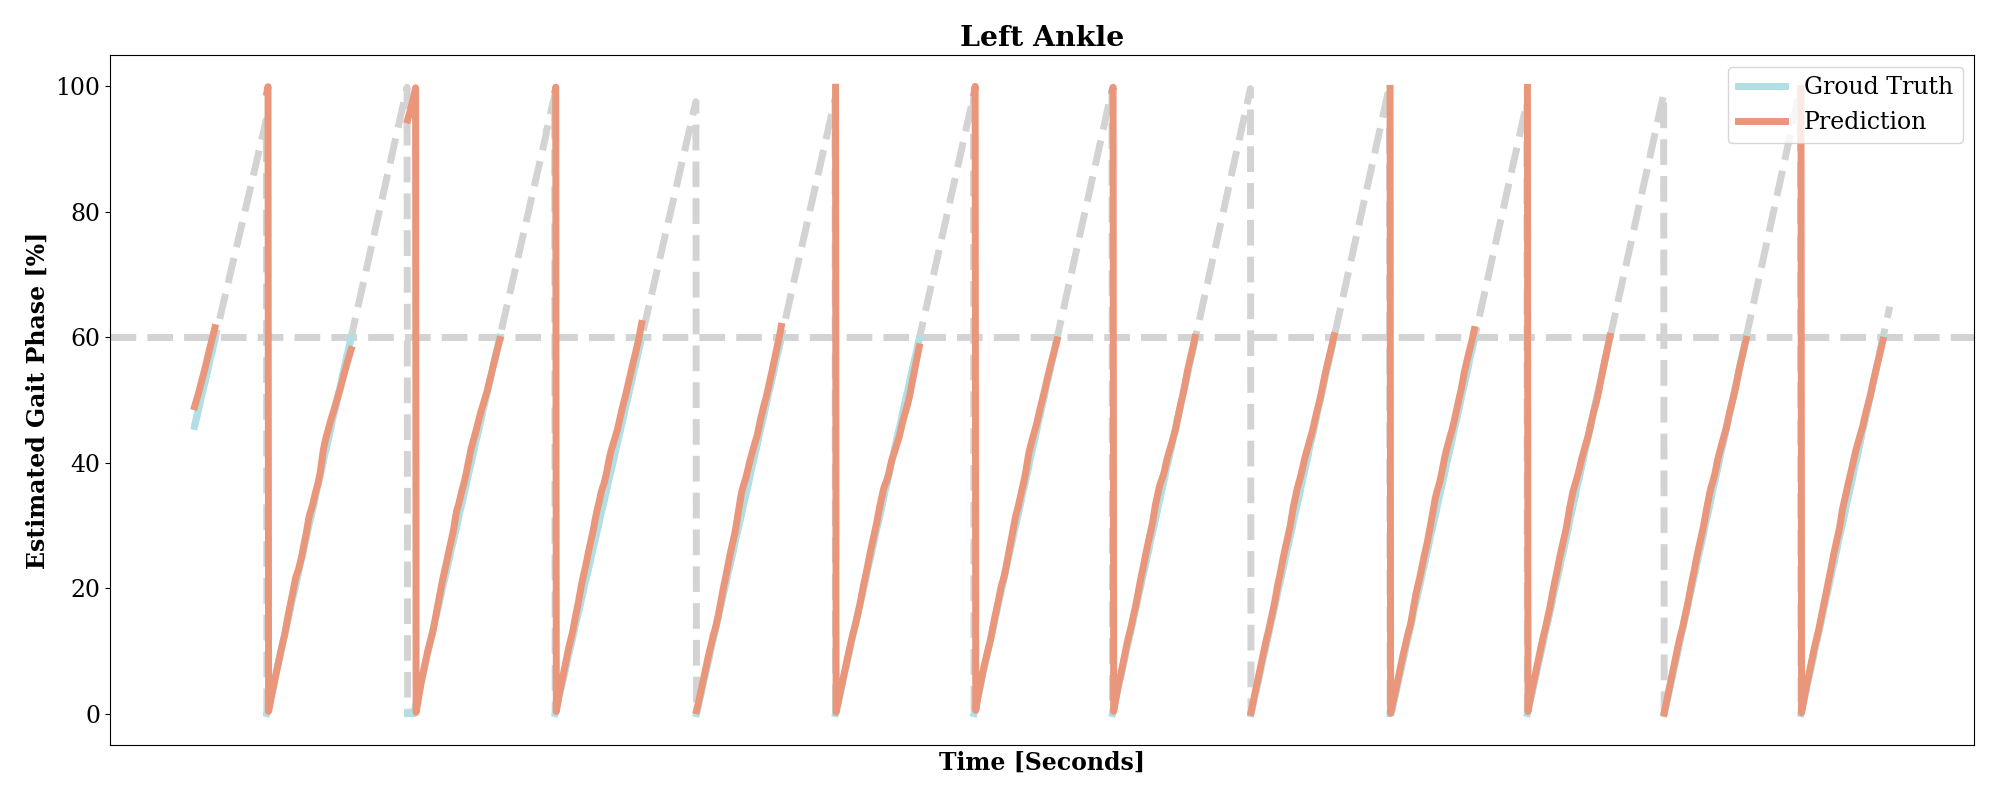 Left Ankle
Groud Truth
Prediction
Estimated Gait Phase [%]
100
80
60
40
20
0
Time [Seconds]